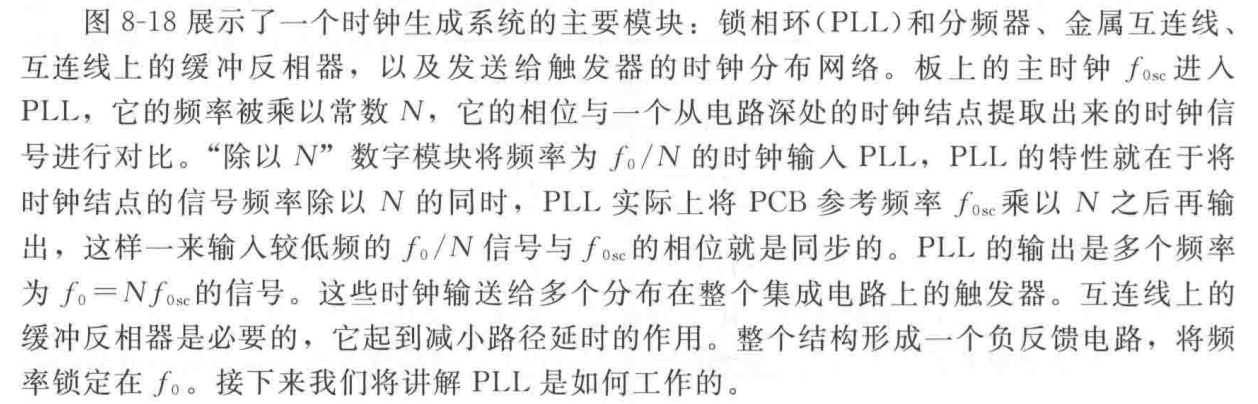 图 8-18 展示了一个时钟生成系统的主要模块：锁相环(PLL)和分频器、金属互连线、
互连线上的缓冲反相器，以及发送给触发器的时钟分布网络。板上的主时钟 f₀sc 进入
PLL，它的频率被乘以常数 N，它的相位与一个从电路深处的时钟结点提取出来的时钟信
号进行对比。“除以 N”数字模块将频率为 f₀/N 的时钟输入 PLL，PLL 的特性就在于将
时钟结点的信号频率除以 N 的同时，PLL 实际上将 PCB 参考频率 f₀sc 乘以 N 之后再输
出，这样一来输入较低频的 f₀/N 信号与 f₀sc 的相位就是同步的。PLL 的输出是多个频率
为 f₀＝Nf₀sc 的信号。这些时钟输送给多个分布在整个集成电路上的触发器。互连线上的
缓冲反相器是必要的，它起到减小路径延时的作用。整个结构形成一个负反馈电路，将频
率锁定在 f₀。接下来我们将讲解 PLL 是如何工作的。